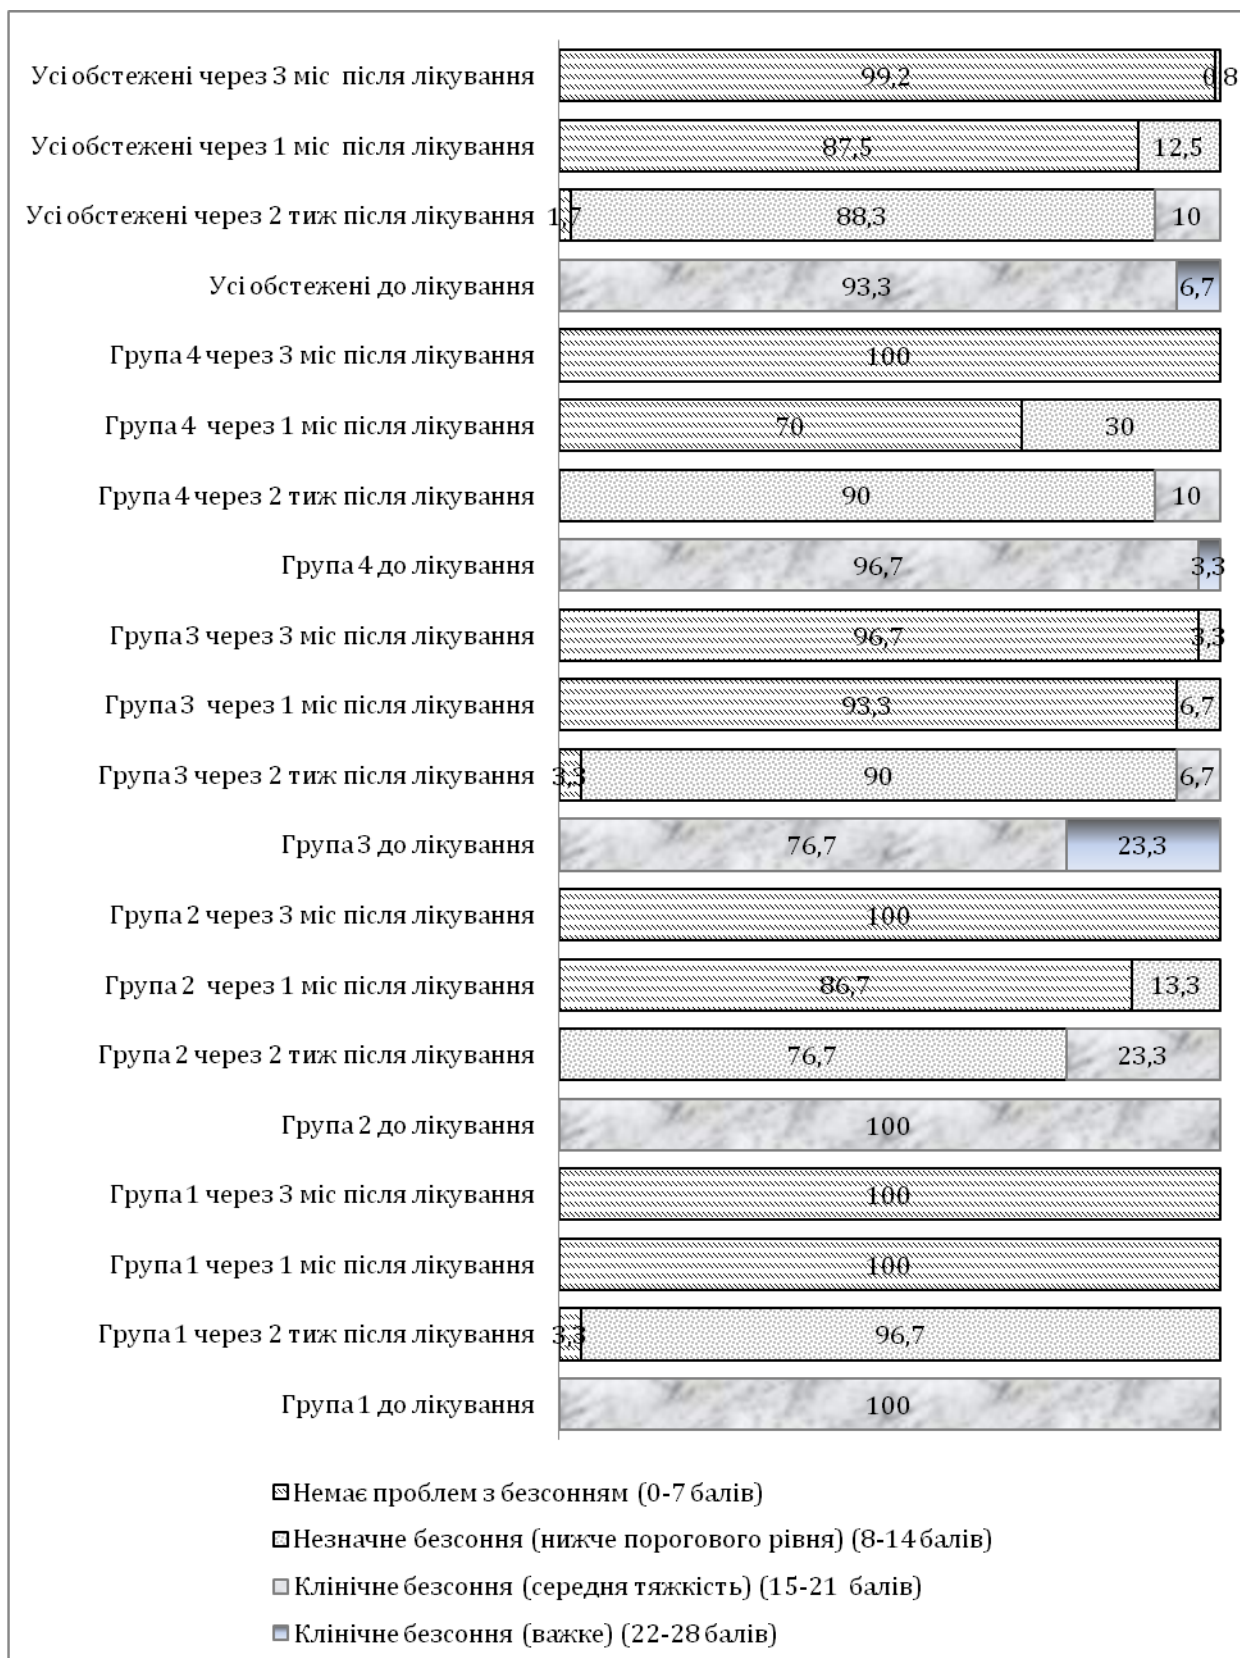 Усі обстежені через 3 міс після лікування 99,2 0,8
Усі обстежені через 1 міс після лікування 87,5 12,5
Усі обстежені через 2 тиж після лікування 1,7 88,3 10
Усі обстежені до лікування 93,3 6,7
Група 4 через 3 міс після лікування 100
Група 4 через 1 міс після лікування 70 30
Група 4 через 2 тиж після лікування 90 10
Група 4 до лікування 96,7 3,3
Група 3 через 3 міс після лікування 96,7 3,3
Група 3 через 1 міс після лікування 93,3 6,7
Група 3 через 2 тиж після лікування 3,3 90 6,7
Група 3 до лікування 76,7 23,3
Група 2 через 3 міс після лікування 100
Група 2 через 1 міс після лікування 86,7 13,3
Група 2 через 2 тиж після лікування 76,7 23,3
Група 2 до лікування 100
Група 1 через 3 міс після лікування 100
Група 1 через 1 міс після лікування 100
Група 1 через 2 тиж після лікування 3,3 96,7
Група 1 до лікування 100
Немає проблем з безсонням (0-7 балів)
Незначне безсоння (нижче порогового рівня) (8-14 балів)
Клінічне безсоння (середня тяжкість) (15-21 балів)
Клінічне безсоння (важке) (22-28 балів)